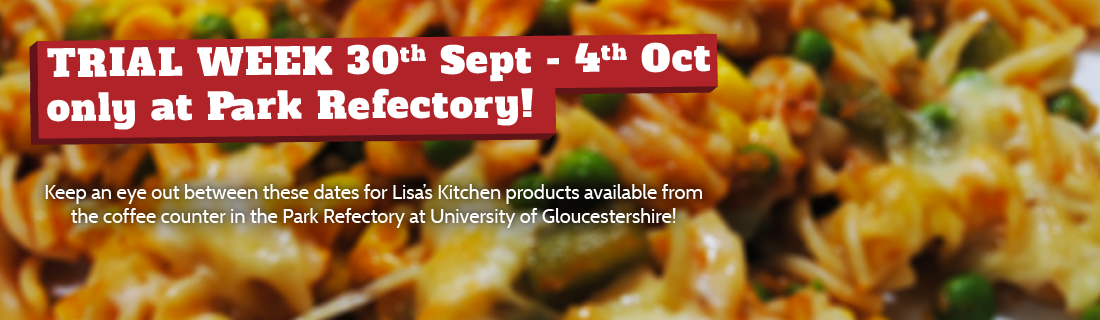 TRIAL WEEK 30th Sept - 4th Oct
only at Park Refectory!
Keep an eye out between these dates for Lisa's Kitchen products available from
the coffee counter in the Park Refectory at University of Gloucestershire!